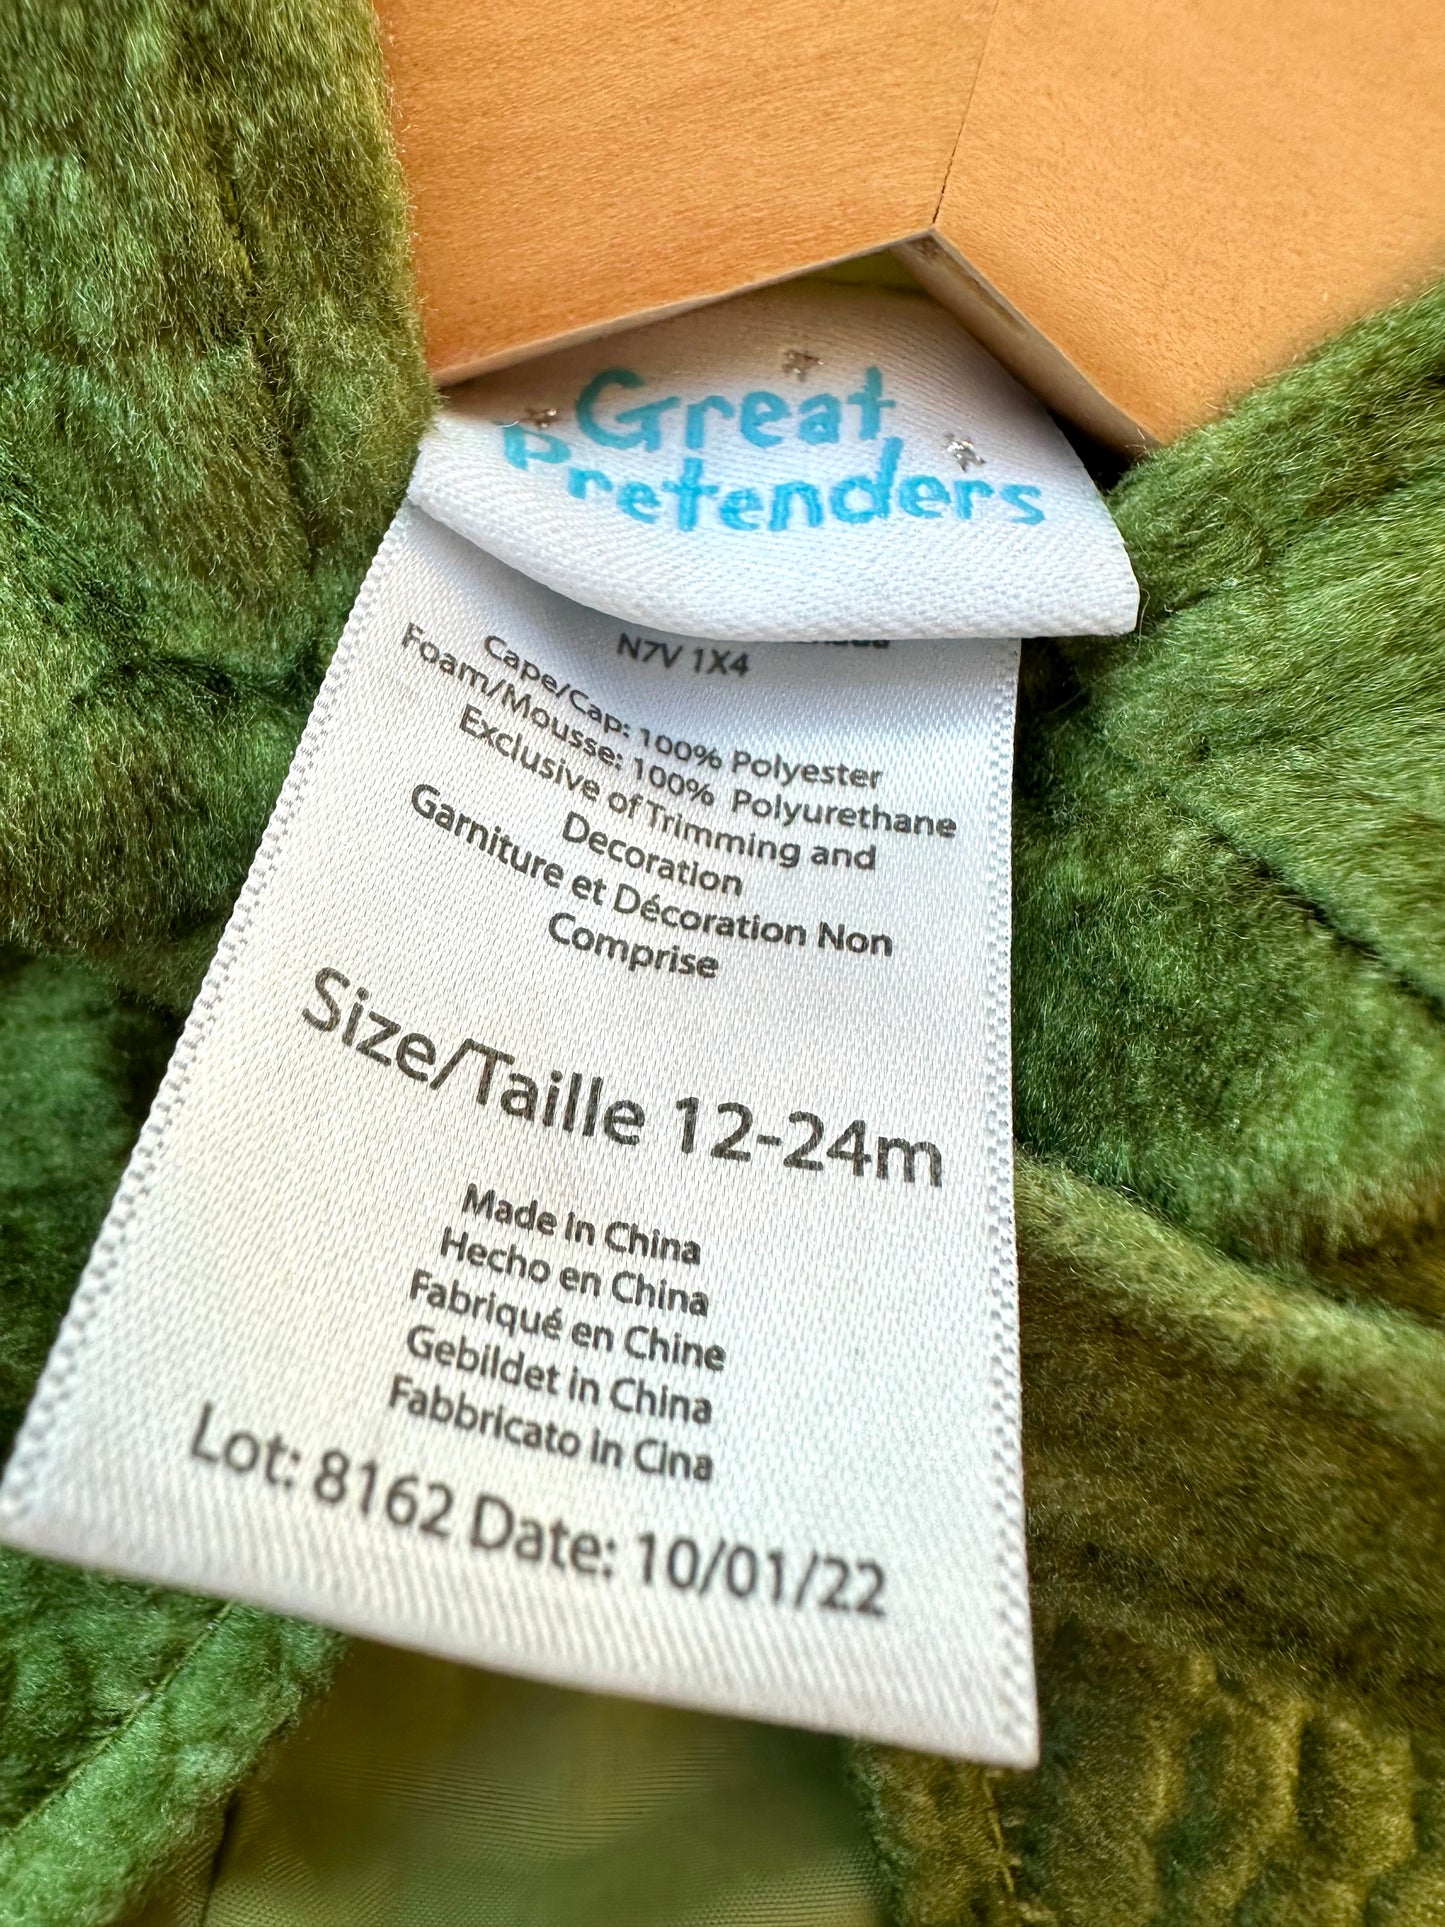 Great
Pretenders
N7V 1X4
Cape/Cap: 100% Polyester
Foam/Mousse: 100% Polyurethane
Exclusive of Trimming and
Decoration
Garniture et Décoration Non
Comprise
Size/Taille 12-24m
Made in China
Hecho en China
Fabriqué en Chine
Gebildet in China
Fabbricato in Cina
Lot: 8162 Date: 10/01/22